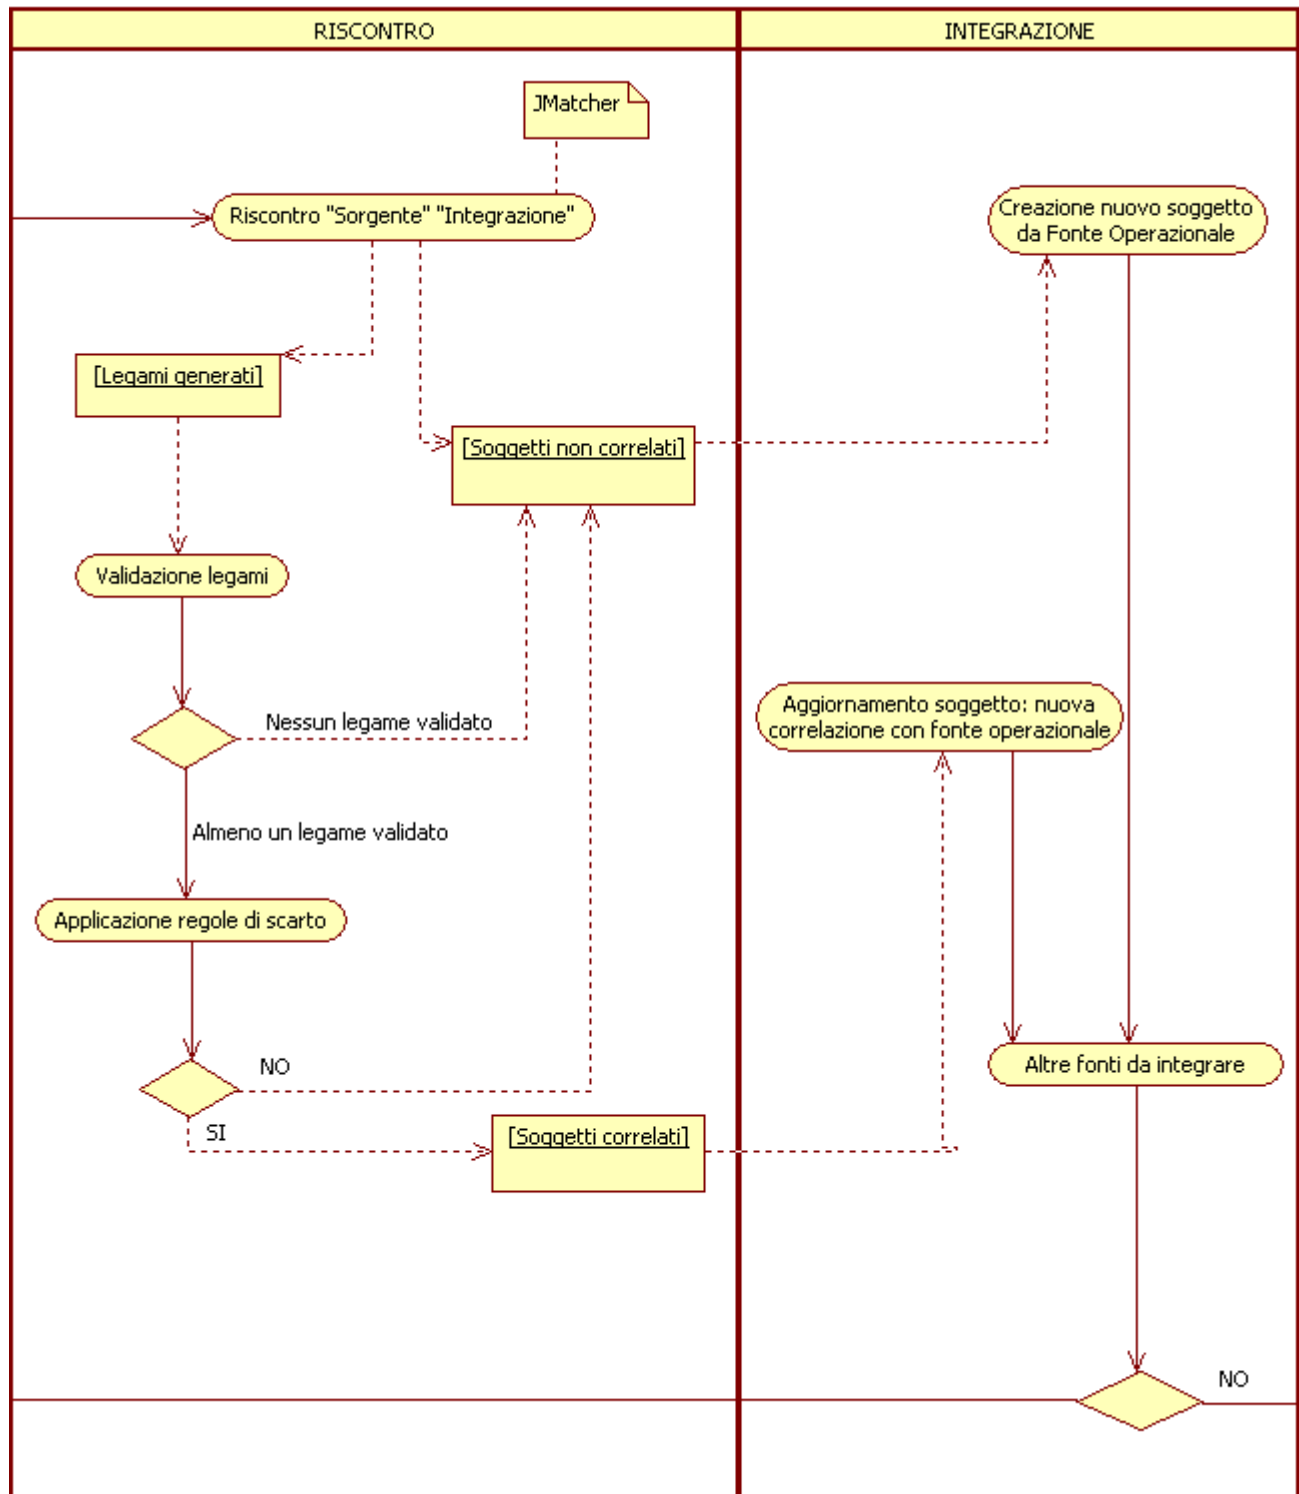 RISCONTRO
INTEGRAZIONE
JMatcher
Riscontro "Sorgente" "Integrazione"
Creazione nuovo soggetto
da Fonte Operazionale
[Legami generati]
[Soggetti non correlati]
Validazione legami
Nessun legame validato
Aggiornamento soggetto: nuova
correlazione con fonte operazionale
Almeno un legame validato
Applicazione regole di scarto
NO
Altre fonti da integrare
SI
[Soggetti correlati]
NO